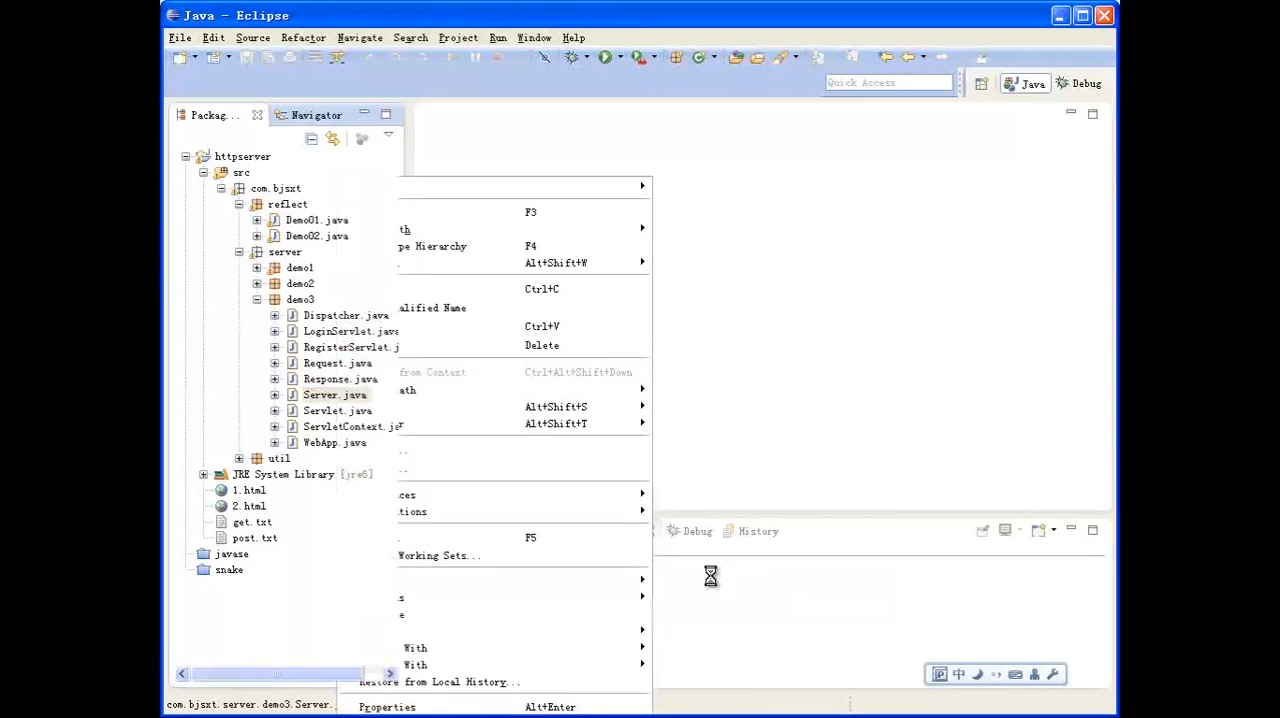 Java - Eclipse
File Edit Source Refactor Navigate Search Project Run Window Help
Quick Access
Java
Debug
Packag...
Navigator
httpserver
src
com.bjsxt
reflect
Demo01.java
Demo02.java
server
demo1
demo2
demo3
Dispatcher.java
LoginServlet.java
RegisterServlet.j
Request.java
Response.java
Server.java
Servlet.java
ServletContext.ja
WebApp.java
util
JRE System Library [jre6]
1.html
2.html
get.txt
post.txt
javase
snake
F3
th
pe Hierarchy F4
Alt+Shift+W
Ctrl+C
alified Name
Ctrl+V
Delete
from Context Ctrl+Alt+Shift+Down
ath
Alt+Shift+S
r Alt+Shift+T
..
..
ces
tions
. F5
Working Sets...
s
e
With
With
Restore from Local History...
Properties Alt+Enter
Debug
History
中
com.bjsxt.server.demo3.Server.